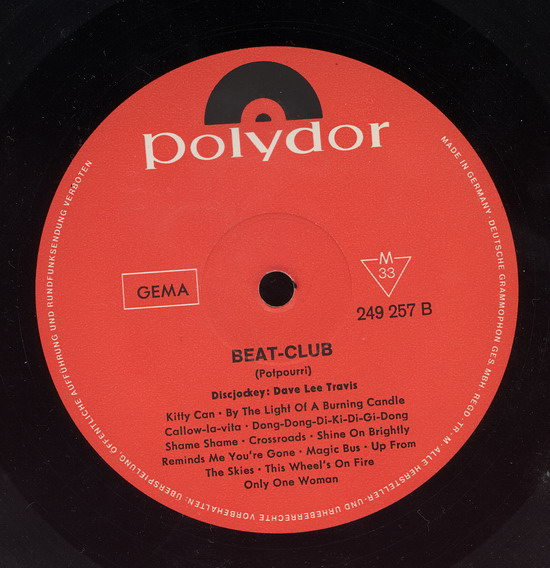 polydor
GEMA
M
33
249 257 B
BEAT-CLUB
(Potpourri)
Discjockey: Dave Lee Travis
Kitty Can · By The Light Of A Burning Candle
Callow-la-vita · Dong-Dong-Di-Ki-Di-Gi-Dong
Shame Shame · Crossroads · Shine On Brightly
Reminds Me You're Gone · Magic Bus · Up From
The Skies · This Wheel's On Fire
Only One Woman
MADE IN GERMANY · DEUTSCHE GRAMMOPHON GES. MBH · REGD. TR. M. · ALLE HERSTELLER- UND URHEBERRECHTE VORBEHALTEN: ÜBERSPIELUNG, ÖFFENTLICHE AUFFÜHRUNG UND RUNDFUNKSENDUNG VERBOTEN